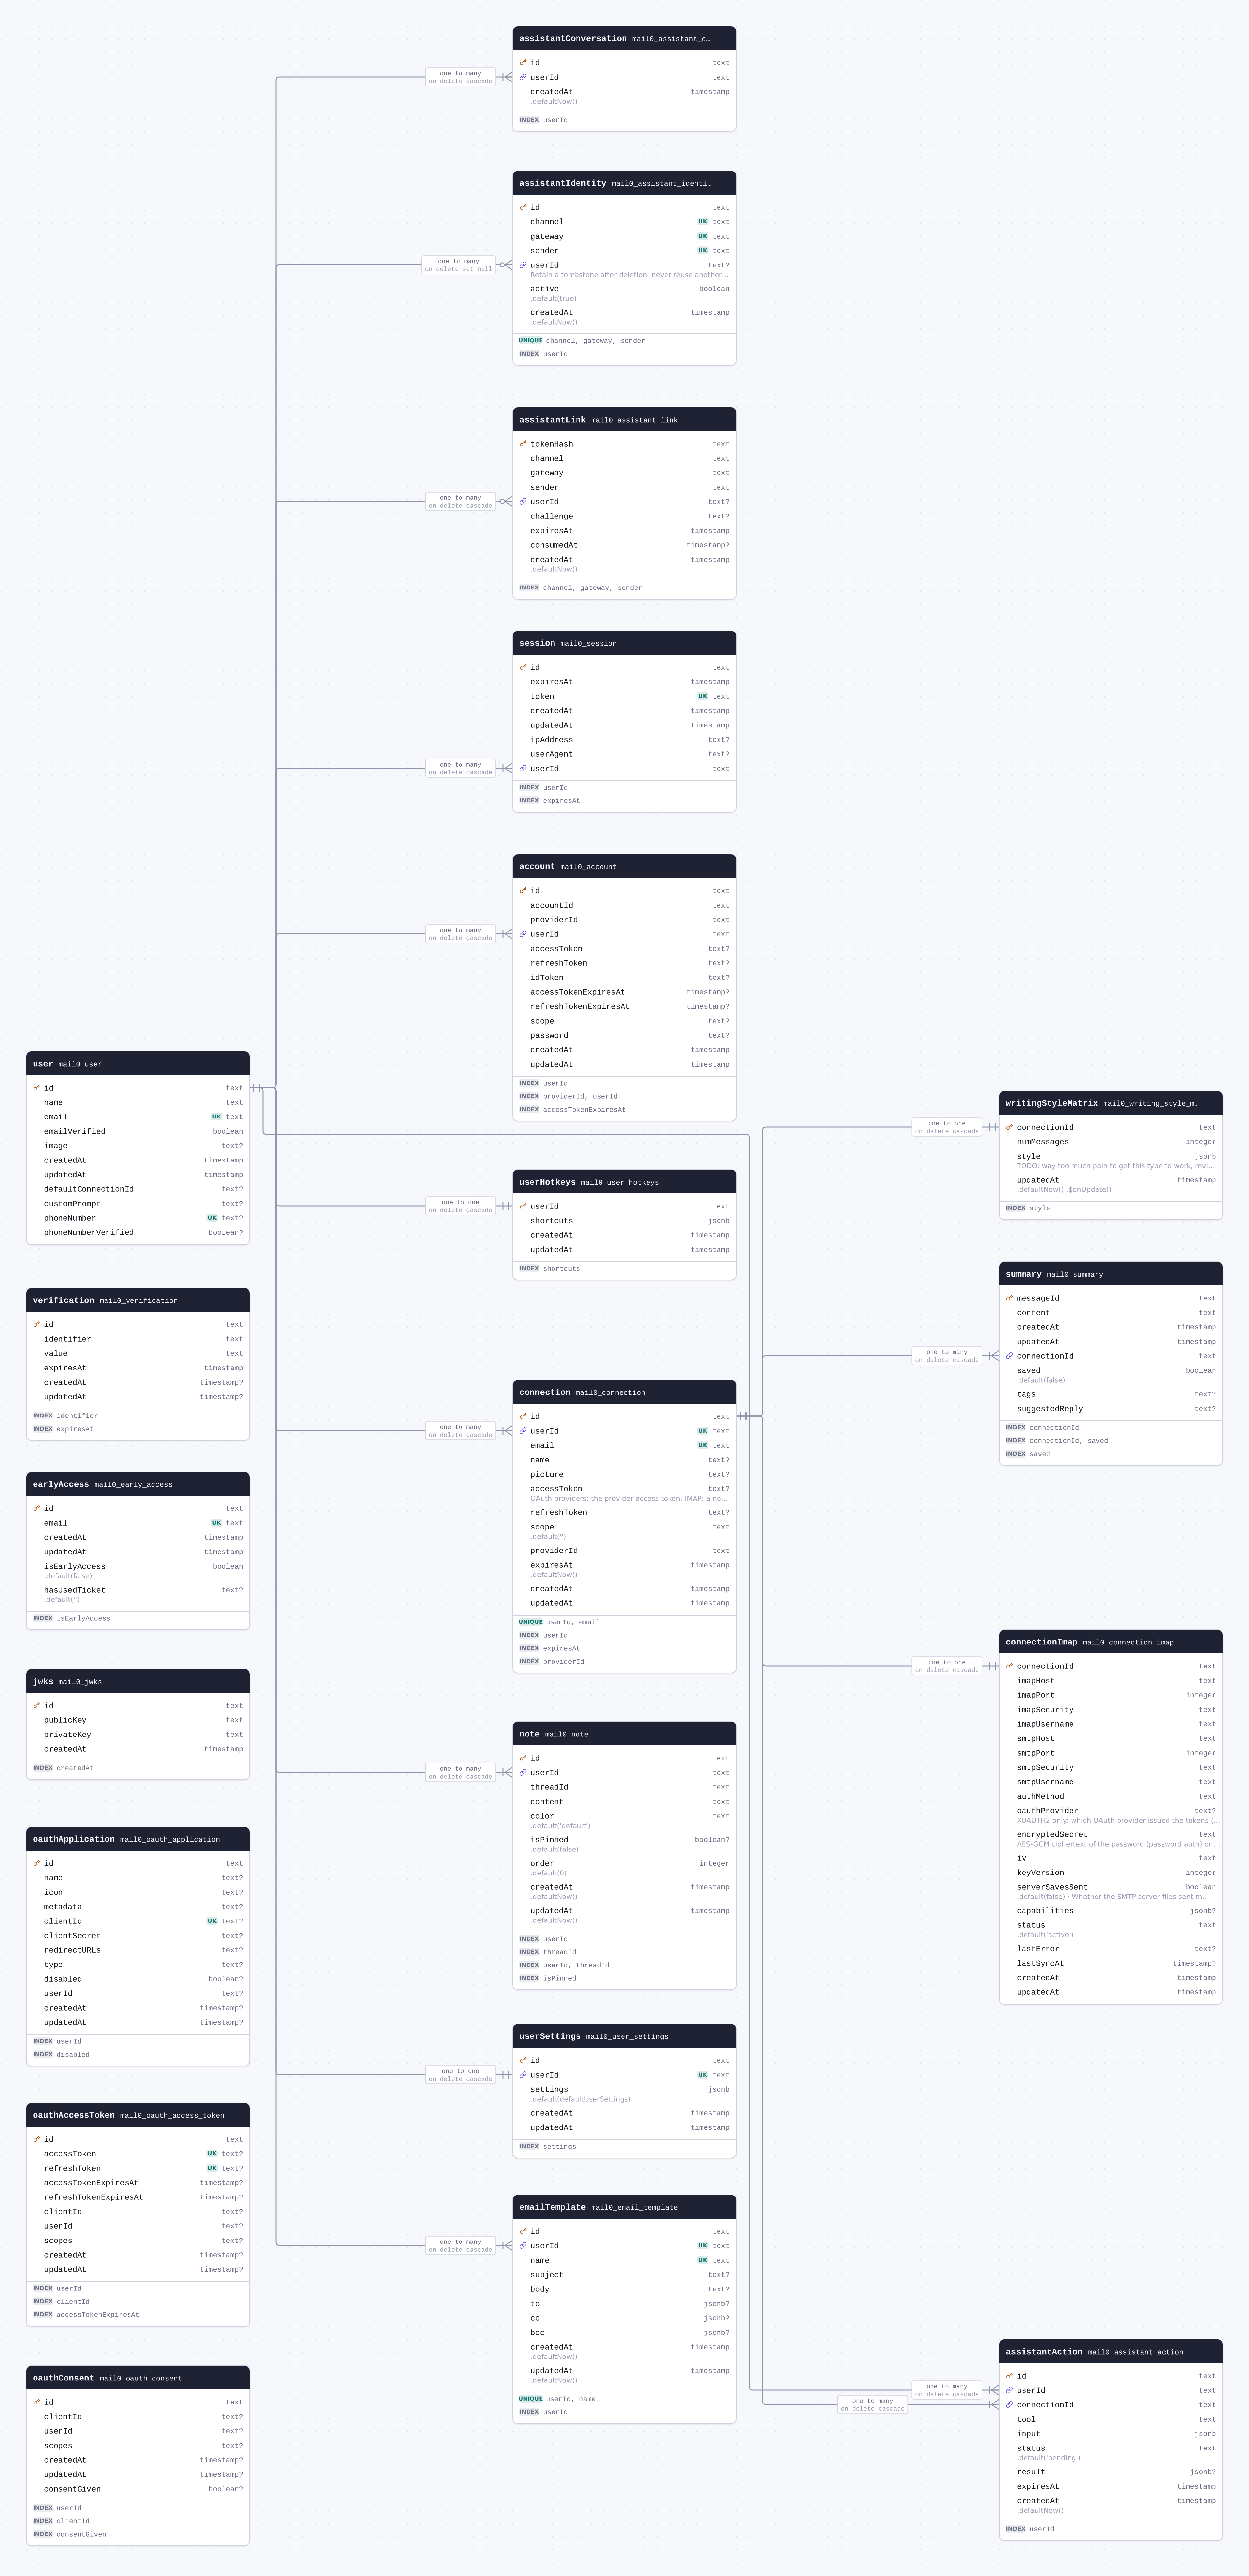 assistantConversation mail0_assistant_c…
id text
userId text
createdAt timestamp
.defaultNow()
INDEX userId
one to many
on delete cascade
assistantIdentity mail0_assistant_identi…
id text
channel UK text
gateway UK text
sender UK text
userId text?
Retain a tombstone after deletion: never reuse another…
active boolean
.default(true)
createdAt timestamp
.defaultNow()
UNIQUE channel, gateway, sender
INDEX userId
one to many
on delete set null
assistantLink mail0_assistant_link
tokenHash text
channel text
gateway text
sender text
userId text?
challenge text?
expiresAt timestamp
consumedAt timestamp?
createdAt timestamp
.defaultNow()
INDEX channel, gateway, sender
one to many
on delete cascade
session mail0_session
id text
expiresAt timestamp
token UK text
createdAt timestamp
updatedAt timestamp
ipAddress text?
userAgent text?
userId text
INDEX userId
INDEX expiresAt
one to many
on delete cascade
account mail0_account
id text
accountId text
providerId text
userId text
accessToken text?
refreshToken text?
idToken text?
accessTokenExpiresAt timestamp?
refreshTokenExpiresAt timestamp?
scope text?
password text?
createdAt timestamp
updatedAt timestamp
INDEX userId
INDEX providerId, userId
INDEX accessTokenExpiresAt
one to many
on delete cascade
user mail0_user
id text
name text
email UK text
emailVerified boolean
image text?
createdAt timestamp
updatedAt timestamp
defaultConnectionId text?
customPrompt text?
phoneNumber UK text?
phoneNumberVerified boolean?
writingStyleMatrix mail0_writing_style_m…
connectionId text
numMessages integer
style jsonb
TODO: way too much pain to get this type to work, revi…
updatedAt timestamp
.defaultNow() .$onUpdate()
INDEX style
one to one
on delete cascade
userHotkeys mail0_user_hotkeys
userId text
shortcuts jsonb
createdAt timestamp
updatedAt timestamp
INDEX shortcuts
one to one
on delete cascade
summary mail0_summary
messageId text
content text
createdAt timestamp
updatedAt timestamp
connectionId text
saved boolean
.default(false)
tags text?
suggestedReply text?
INDEX connectionId
INDEX connectionId, saved
INDEX saved
one to many
on delete cascade
verification mail0_verification
id text
identifier text
value text
expiresAt timestamp
createdAt timestamp?
updatedAt timestamp?
INDEX identifier
INDEX expiresAt
connection mail0_connection
id text
userId UK text
email UK text
name text?
picture text?
accessToken text?
OAuth providers: the provider access token. IMAP: a no…
refreshToken text?
scope text
.default('')
providerId text
expiresAt timestamp
.defaultNow()
createdAt timestamp
updatedAt timestamp
UNIQUE userId, email
INDEX userId
INDEX expiresAt
INDEX providerId
one to many
on delete cascade
earlyAccess mail0_early_access
id text
email UK text
createdAt timestamp
updatedAt timestamp
isEarlyAccess boolean
.default(false)
hasUsedTicket text?
.default('')
INDEX isEarlyAccess
connectionImap mail0_connection_imap
connectionId text
imapHost text
imapPort integer
imapSecurity text
imapUsername text
smtpHost text
smtpPort integer
smtpSecurity text
smtpUsername text
authMethod text
oauthProvider text?
XOAUTH2 only: which OAuth provider issued the tokens (…
encryptedSecret text
AES-GCM ciphertext of the password (password auth) or …
iv text
keyVersion integer
serverSavesSent boolean
.default(false) · Whether the SMTP server files sent m…
capabilities jsonb?
status text
.default('active')
lastError text?
lastSyncAt timestamp?
createdAt timestamp
updatedAt timestamp
one to one
on delete cascade
jwks mail0_jwks
id text
publicKey text
privateKey text
createdAt timestamp
INDEX createdAt
note mail0_note
id text
userId text
threadId text
content text
color text
.default('default')
isPinned boolean?
.default(false)
order integer
.default(0)
createdAt timestamp
.defaultNow()
updatedAt timestamp
.defaultNow()
INDEX userId
INDEX threadId
INDEX userId, threadId
INDEX isPinned
one to many
on delete cascade
oauthApplication mail0_oauth_application
id text
name text?
icon text?
metadata text?
clientId UK text?
clientSecret text?
redirectURLs text?
type text?
disabled boolean?
userId text?
createdAt timestamp?
updatedAt timestamp?
INDEX userId
INDEX disabled
userSettings mail0_user_settings
id text
userId UK text
settings jsonb
.default(defaultUserSettings)
createdAt timestamp
updatedAt timestamp
INDEX settings
one to one
on delete cascade
oauthAccessToken mail0_oauth_access_token
id text
accessToken UK text?
refreshToken UK text?
accessTokenExpiresAt timestamp?
refreshTokenExpiresAt timestamp?
clientId text?
userId text?
scopes text?
createdAt timestamp?
updatedAt timestamp?
INDEX userId
INDEX clientId
INDEX accessTokenExpiresAt
emailTemplate mail0_email_template
id text
userId UK text
name UK text
subject text?
body text?
to jsonb?
cc jsonb?
bcc jsonb?
createdAt timestamp
.defaultNow()
updatedAt timestamp
.defaultNow()
UNIQUE userId, name
INDEX userId
one to many
on delete cascade
oauthConsent mail0_oauth_consent
id text
clientId text?
userId text?
scopes text?
createdAt timestamp?
updatedAt timestamp?
consentGiven boolean?
INDEX userId
INDEX clientId
INDEX consentGiven
assistantAction mail0_assistant_action
id text
userId text
connectionId text
tool text
input jsonb
status text
.default('pending')
result jsonb?
expiresAt timestamp
createdAt timestamp
.defaultNow()
INDEX userId
one to many
on delete cascade
one to many
on delete cascade